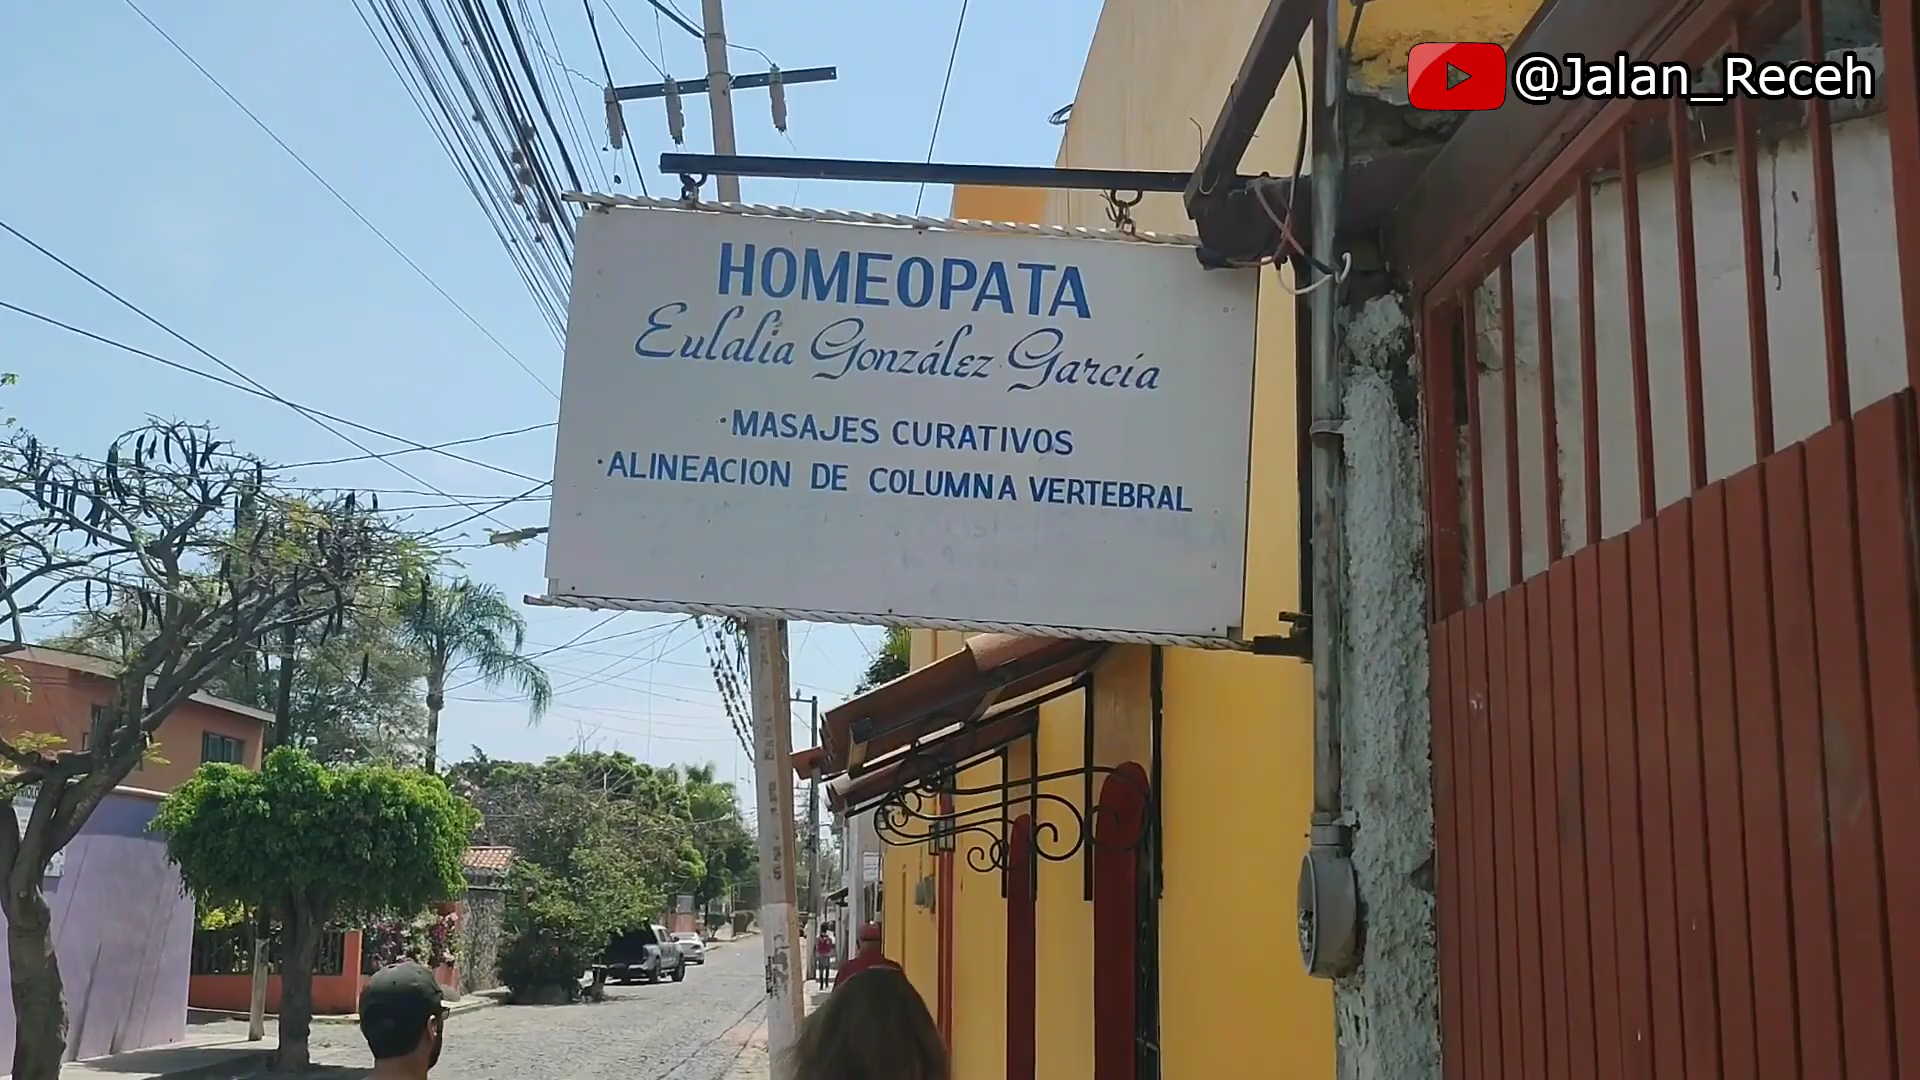 @Jalan_Receh
HOMEOPATA
Eulalia González García
·MASAJES CURATIVOS
·ALINEACION DE COLUMNA VERTEBRAL